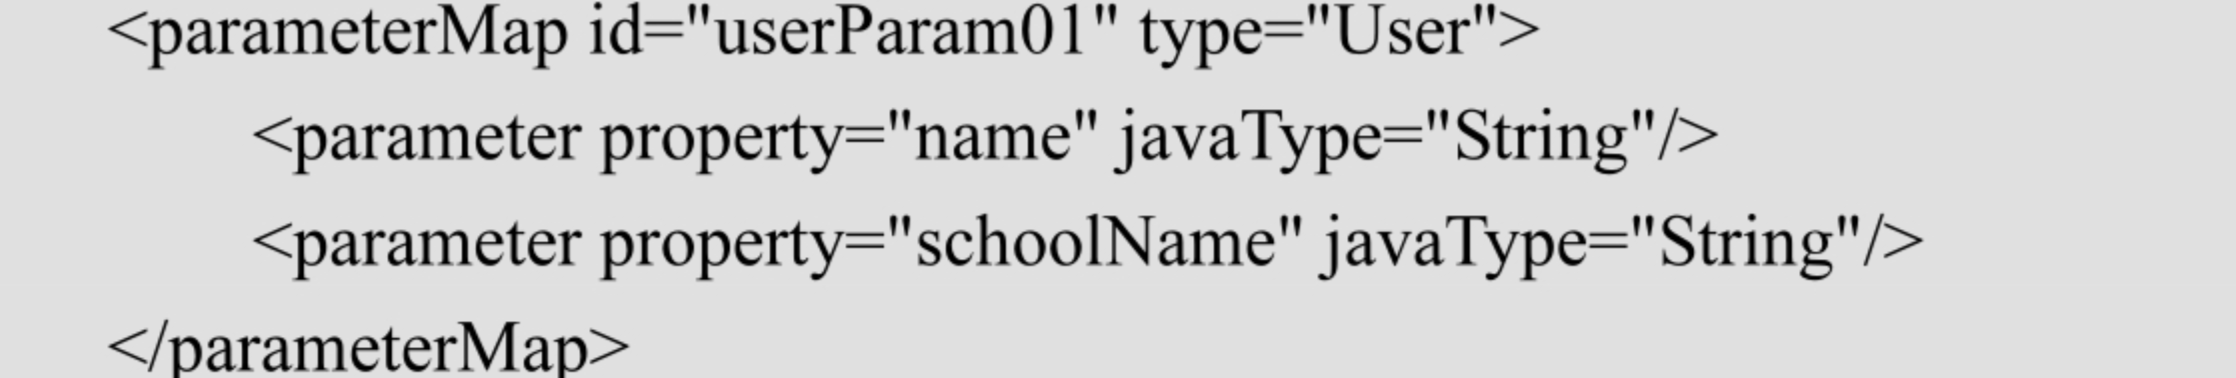 <parameterMap id="userParam01" type="User">
<parameter property="name" javaType="String"/>
<parameter property="schoolName" javaType="String"/>
</parameterMap>